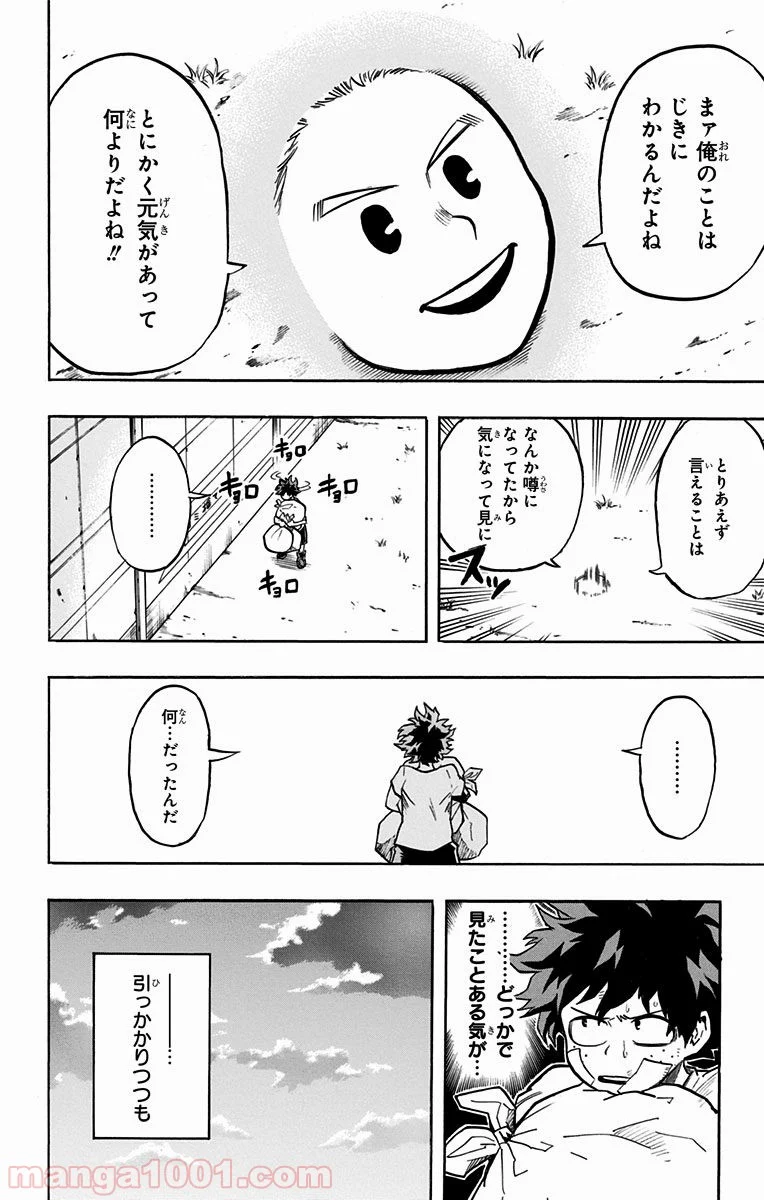 まァ俺のことは
じきに
わかるんだよね
とにかく元気があって
何よりだよね!!
とりあえず
言えることは
なんか噂に
なってたから
気になって見に
スッ
キョロ
キョロ
キョロ
キョロ
………
………
何…だったんだ
…………どっかで
見たことある気が…
――…
引っかかりつつも
manga1001.com